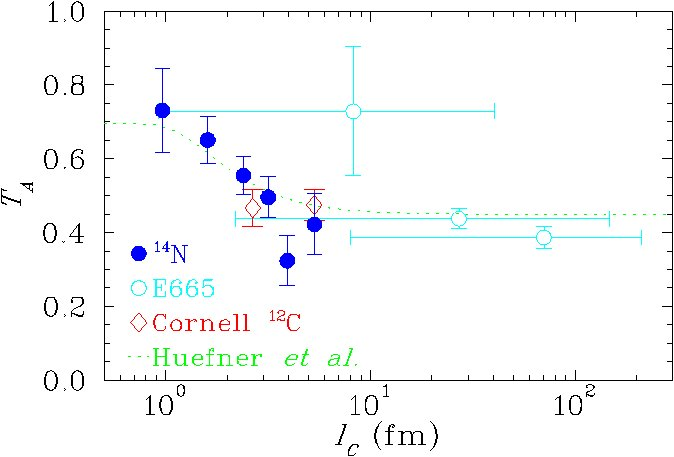 1.0
0.8
0.6
0.4
0.2
0.0
T_A
¹⁴N
E665
Cornell ¹²C
Huefner et al.
10⁰ 10¹ 10²
l_C (fm)